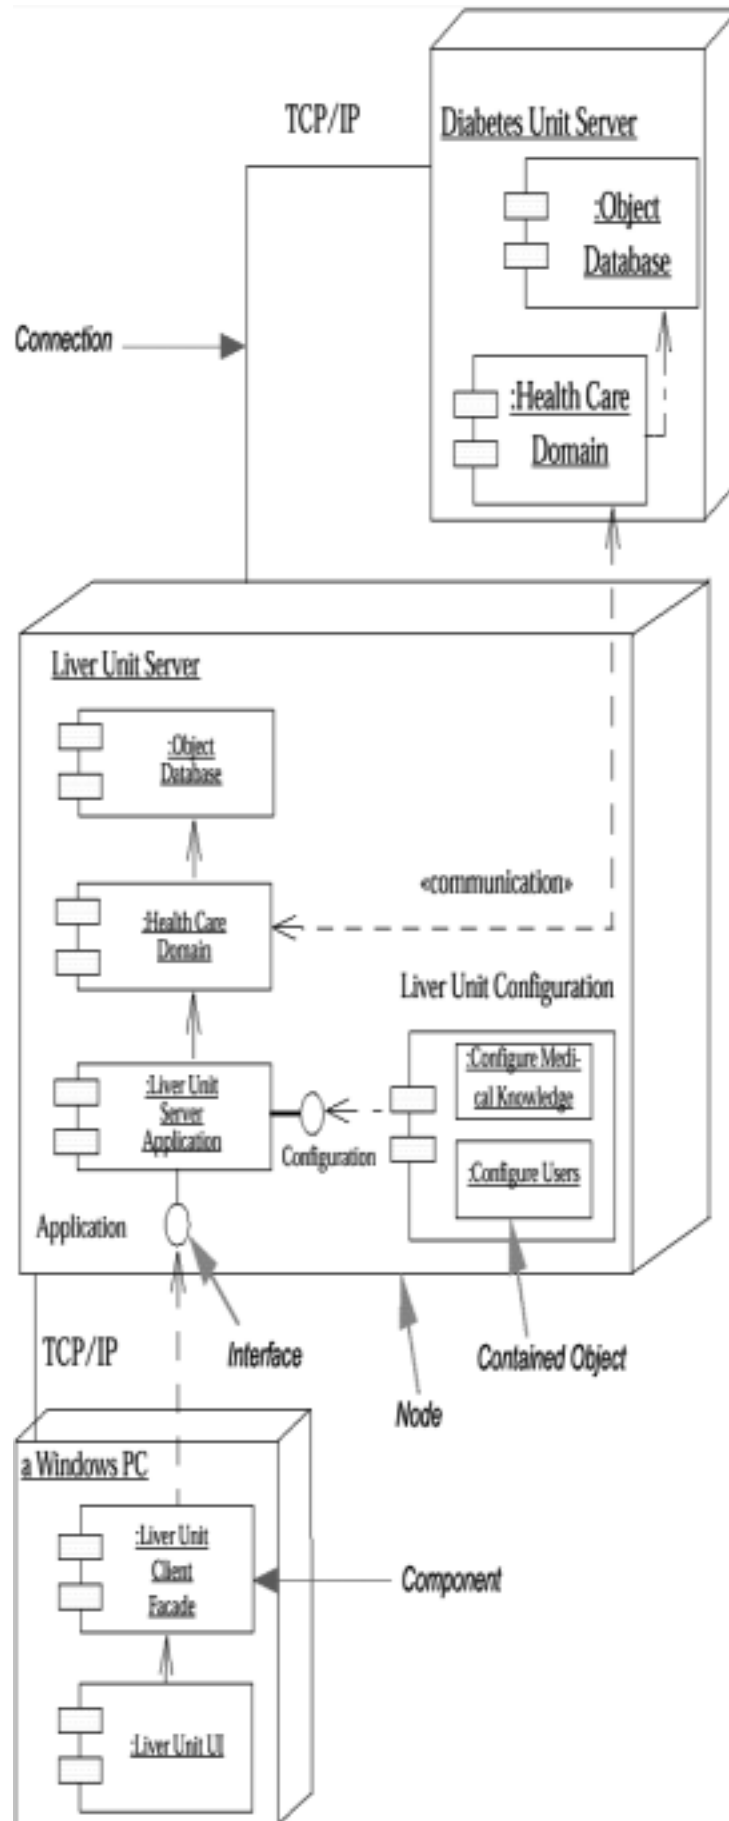 TCP/IP
Diabetes Unit Server
:Object
Database
Connection
:Health Care
Domain
Liver Unit Server
:Object
Database
«communication»
:Health Care
Domain
Liver Unit Configuration
:Configure Medi-
cal Knowledge
:Liver Unit
Server
Application
Configuration
:Configure Users
Application
TCP/IP
Interface
Contained Object
Node
a Windows PC
:Liver Unit
Client
Facade
Component
:Liver Unit UI